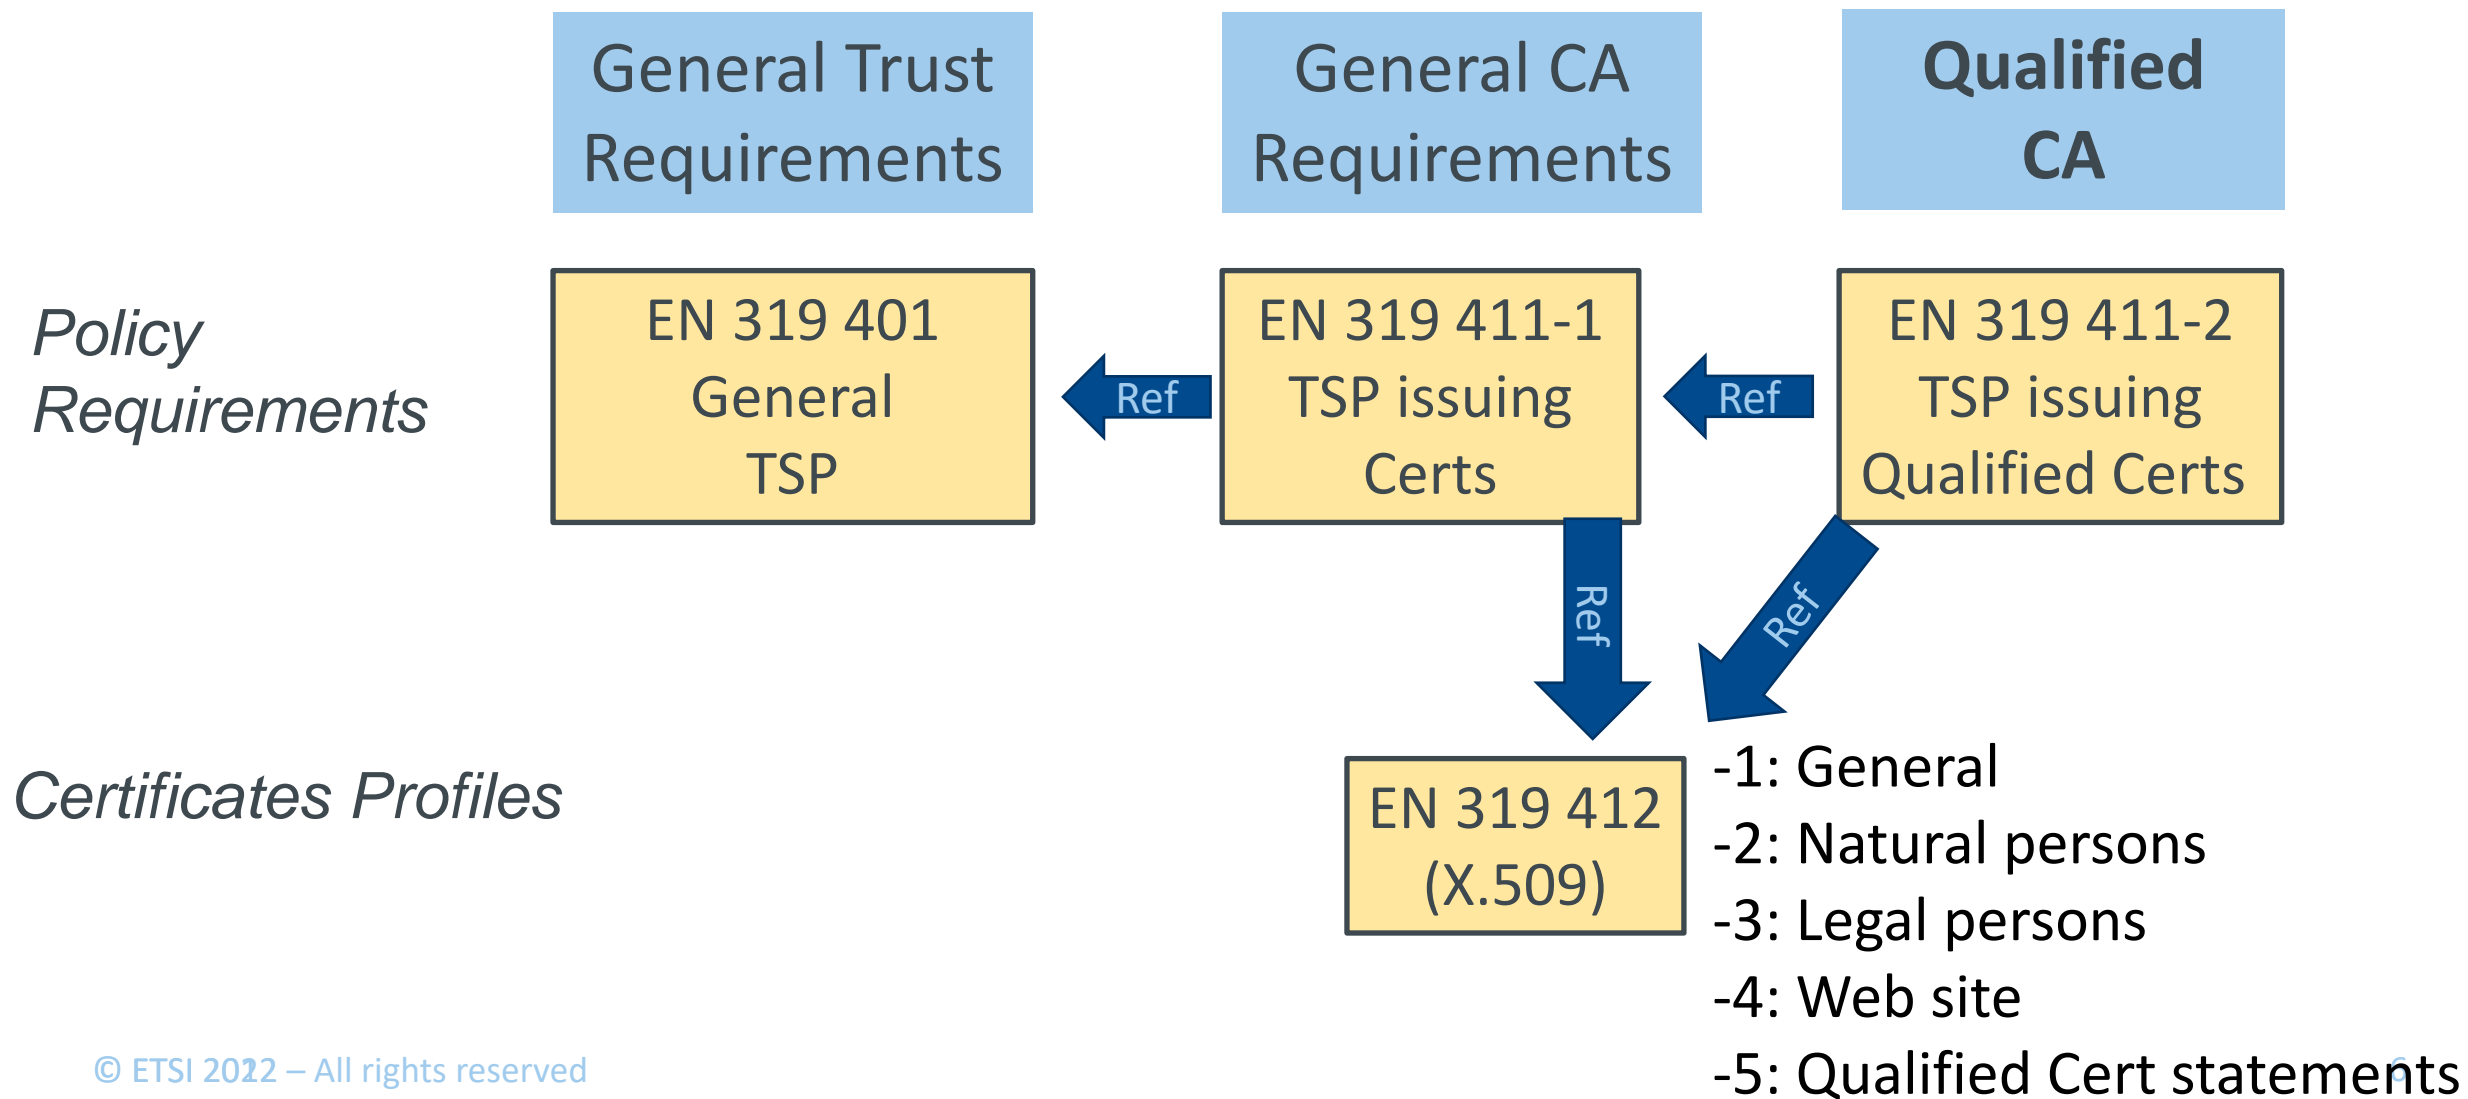 General Trust
Requirements
General CA
Requirements
Qualified
CA
Policy
Requirements
EN 319 401
General
TSP
Ref
EN 319 411-1
TSP issuing
Certs
Ref
EN 319 411-2
TSP issuing
Qualified Certs
Ref
Ref
Certificates Profiles
EN 319 412
(X.509)
-1: General
-2: Natural persons
-3: Legal persons
-4: Web site
-5: Qualified Cert statements
© ETSI – All rights reserved
6